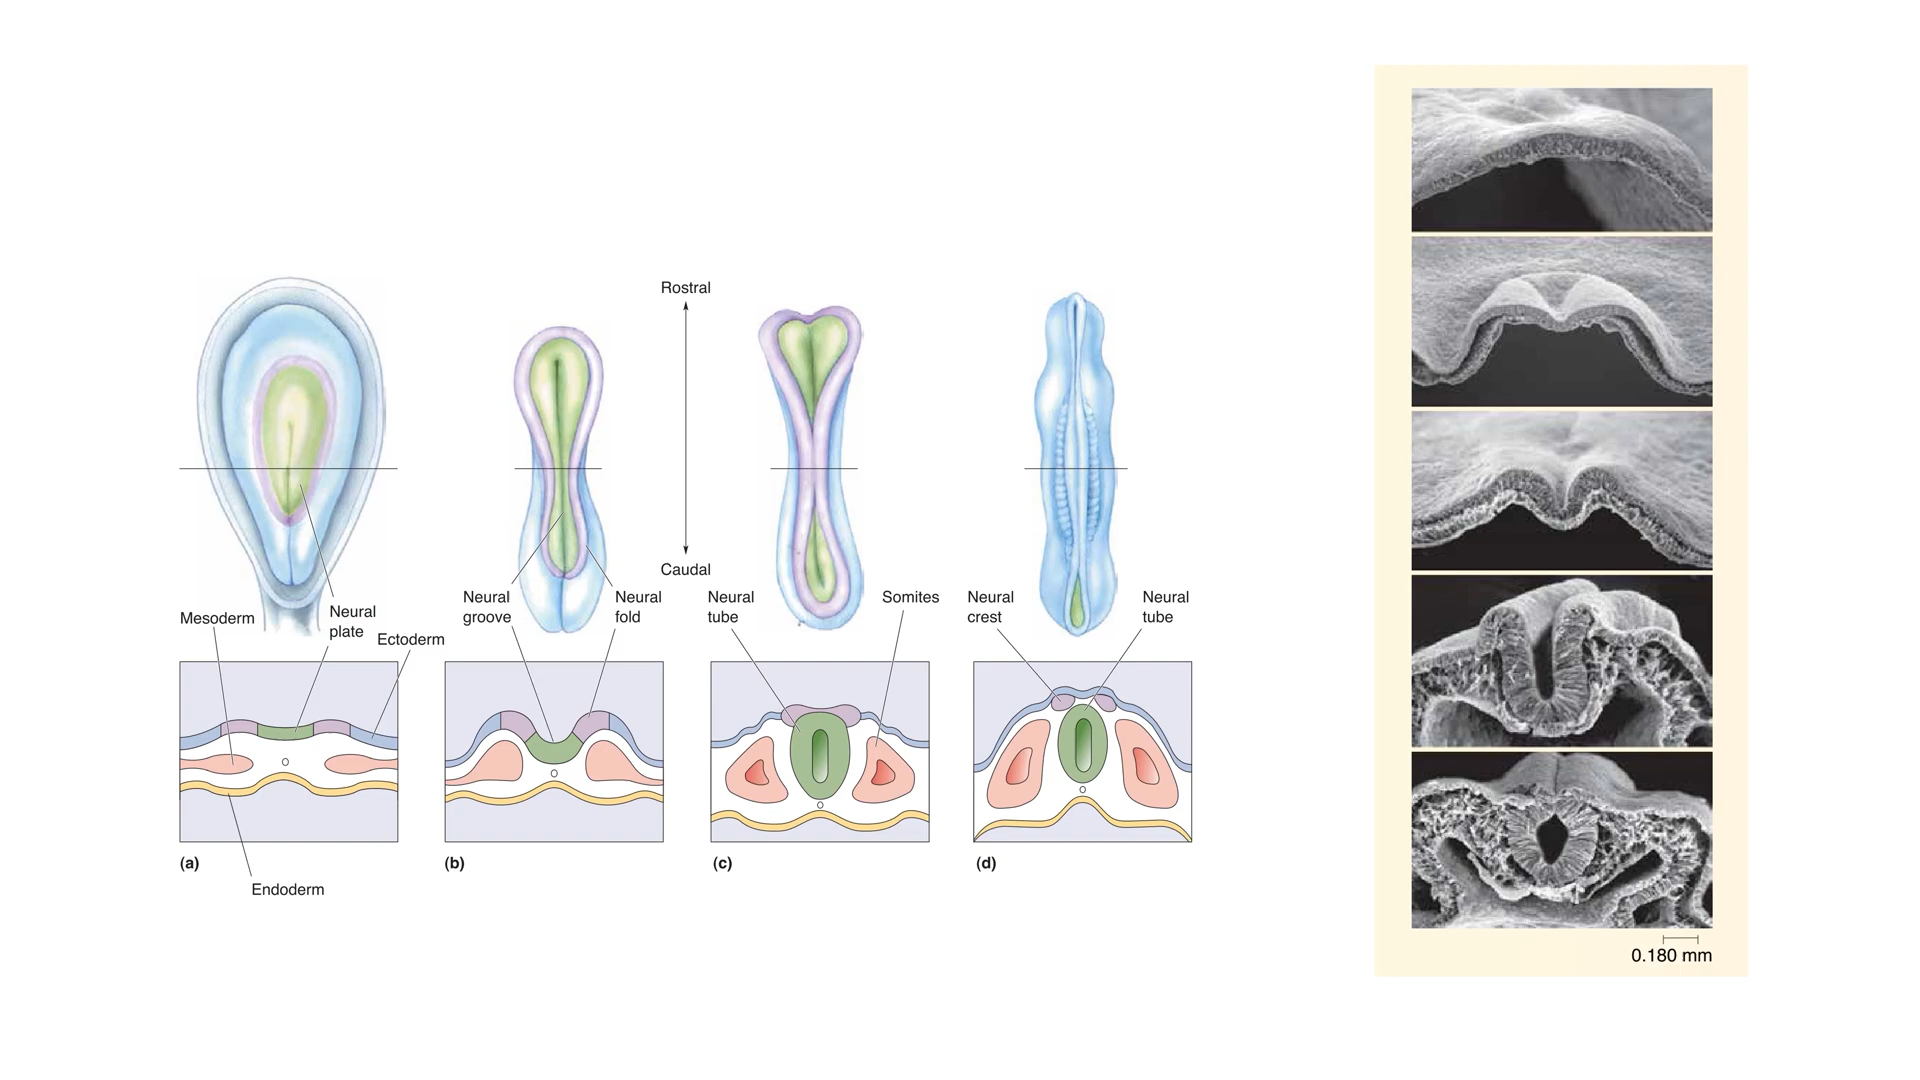 Rostral
Caudal
Mesoderm
Neural
plate
Ectoderm
Endoderm
(a)
Neural
groove
Neural
fold
(b)
Neural
tube
Somites
(c)
Neural
crest
Neural
tube
(d)
0.180 mm